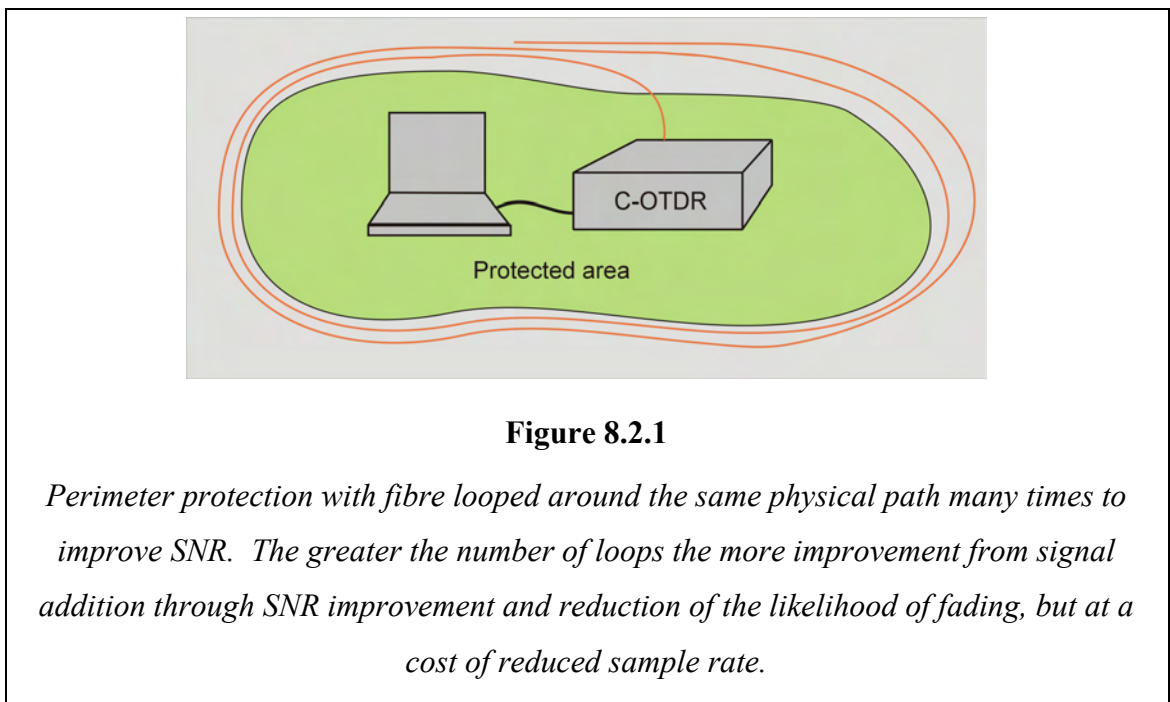 C-OTDR
Protected area
Figure 8.2.1
Perimeter protection with fibre looped around the same physical path many times to
improve SNR. The greater the number of loops the more improvement from signal
addition through SNR improvement and reduction of the likelihood of fading, but at a
cost of reduced sample rate.